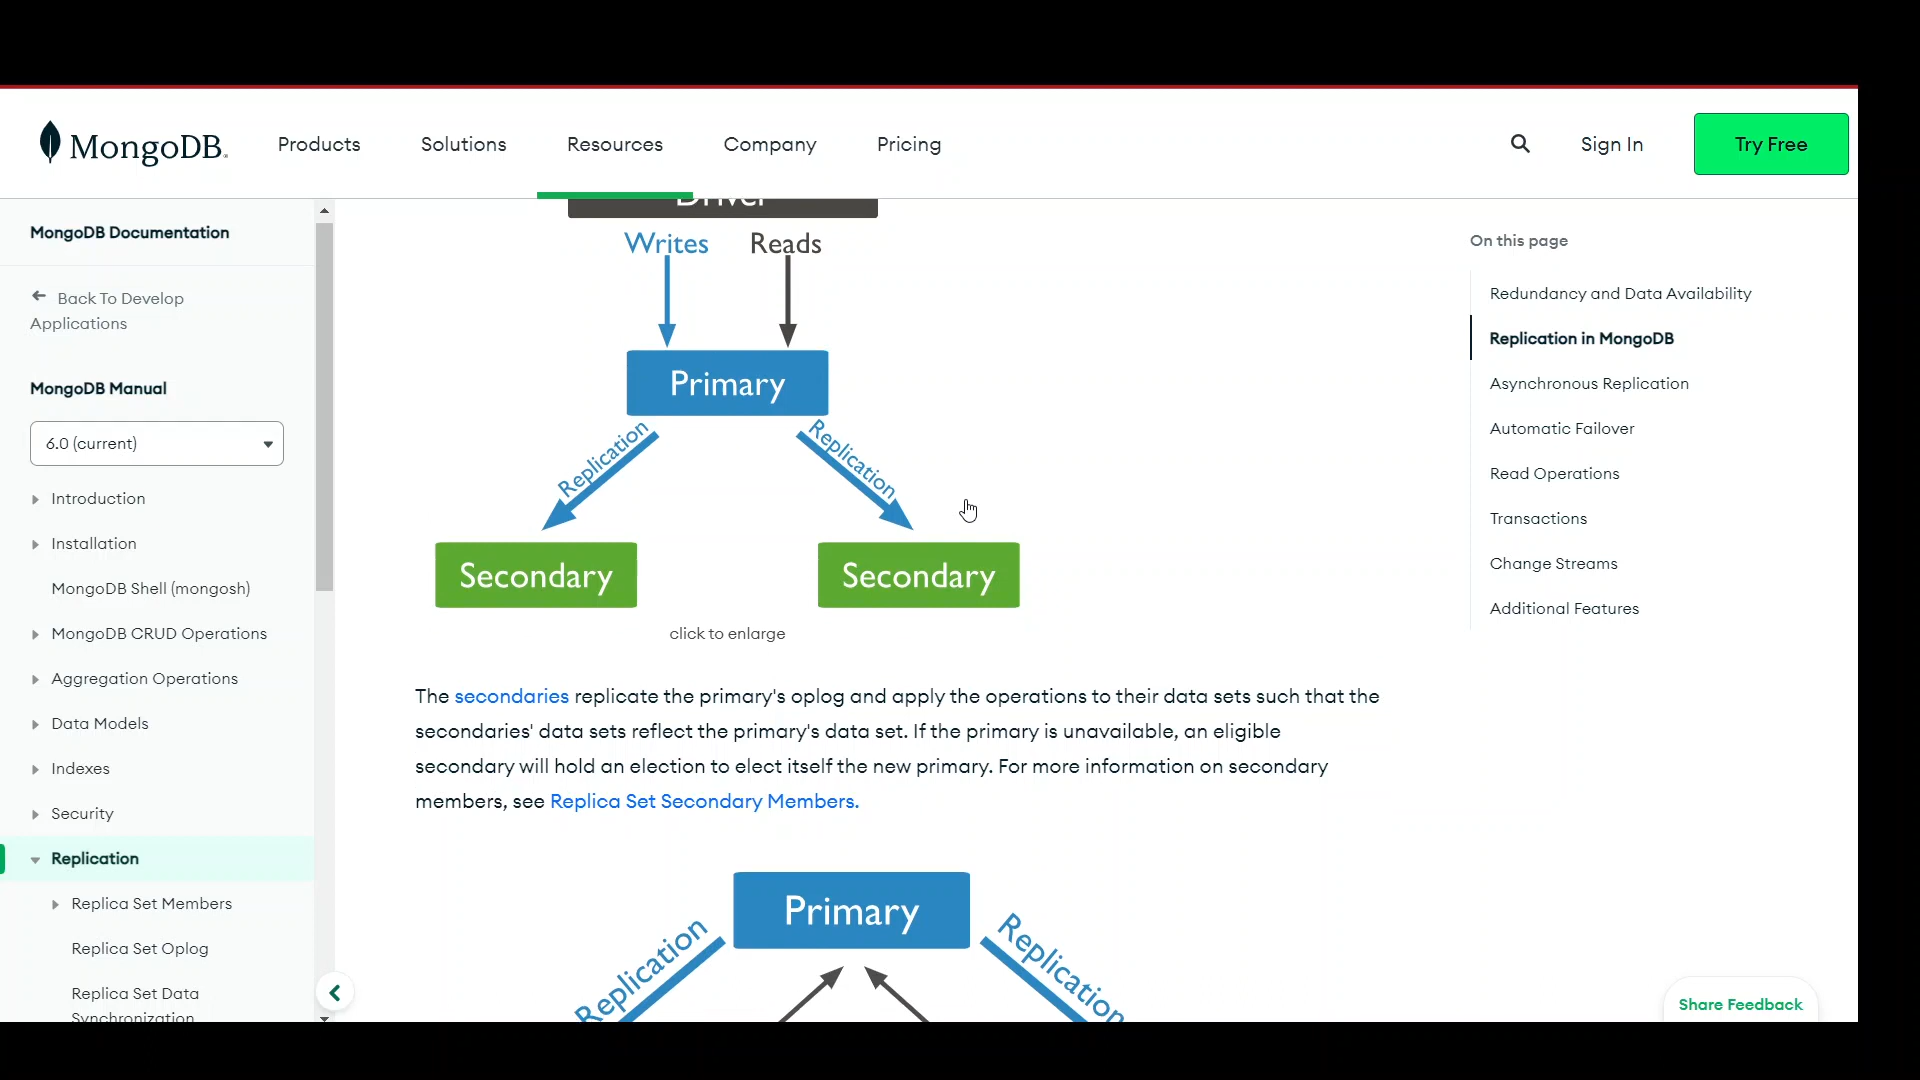 MongoDB.
Products
Solutions
Resources
Company
Pricing
Sign In
Try Free
MongoDB Documentation
Back To Develop
Applications
MongoDB Manual
6.0 (current)
Introduction
Installation
MongoDB Shell (mongosh)
MongoDB CRUD Operations
Aggregation Operations
Data Models
Indexes
Security
Replication
Replica Set Members
Replica Set Oplog
Replica Set Data
Synchronization
Driver
Writes
Reads
Primary
Replication
Replication
Secondary
Secondary
click to enlarge
The secondaries replicate the primary's oplog and apply the operations to their data sets such that the
secondaries' data sets reflect the primary's data set. If the primary is unavailable, an eligible
secondary will hold an election to elect itself the new primary. For more information on secondary
members, see Replica Set Secondary Members.
Primary
Replication
Replication
On this page
Redundancy and Data Availability
Replication in MongoDB
Asynchronous Replication
Automatic Failover
Read Operations
Transactions
Change Streams
Additional Features
Share Feedback